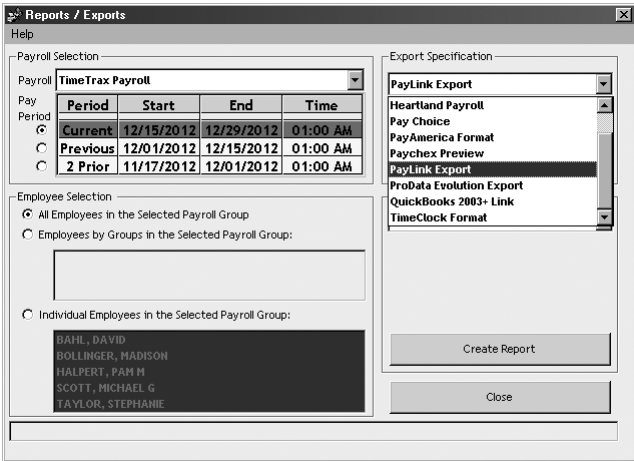 Reports / Exports
Help
Payroll Selection
Payroll TimeTrax Payroll
Pay Period
Period Start End Time
Current 12/15/2012 12/29/2012 01:00 AM
Previous 12/01/2012 12/15/2012 01:00 AM
2 Prior 11/17/2012 12/01/2012 01:00 AM
Export Specification
PayLink Export
Heartland Payroll
Pay Choice
PayAmerica Format
Paychex Preview
PayLink Export
ProData Evolution Export
QuickBooks 2003+ Link
TimeClock Format
Employee Selection
All Employees in the Selected Payroll Group
Employees by Groups in the Selected Payroll Group:
Individual Employees in the Selected Payroll Group:
BAHL, DAVID
BOLLINGER, MADISON
HALPERT, PAM M
SCOTT, MICHAEL G
TAYLOR, STEPHANIE
Create Report
Close